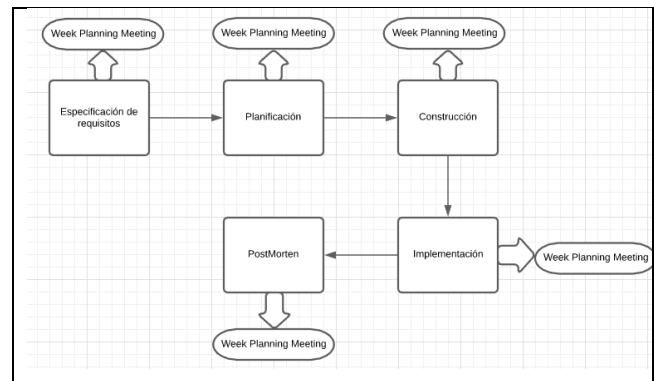 Week Planning Meeting
Week Planning Meeting
Week Planning Meeting
Especificación de
requisitos
Planificación
Construcción
PostMorten
Implementación
Week Planning Meeting
Week Planning Meeting